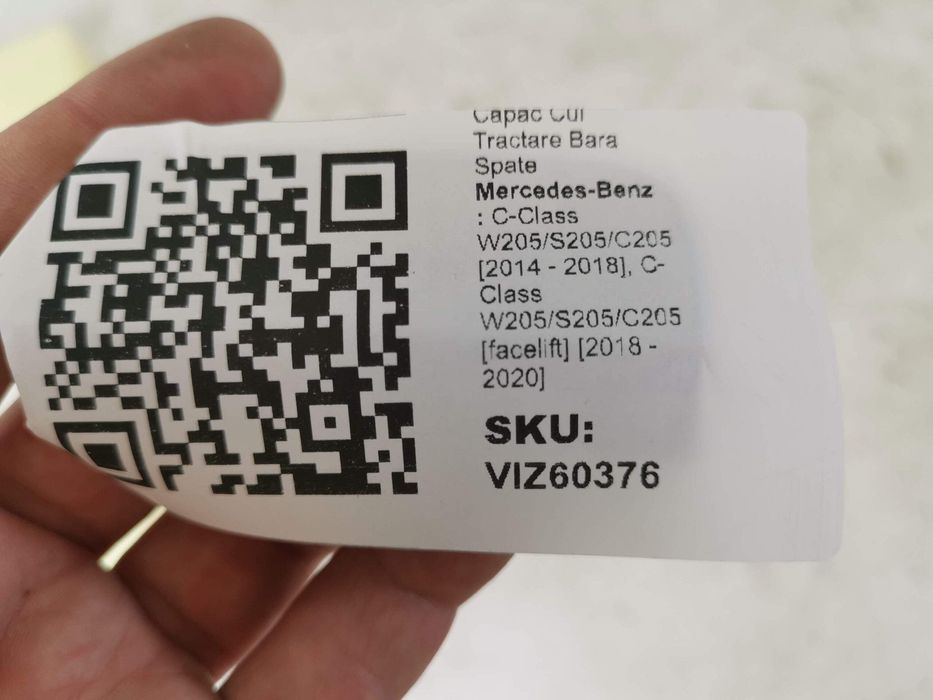 Capac Cui
Tractare Bara
Spate
Mercedes-Benz
: C-Class
W205/S205/C205
[2014 - 2018], C-
Class
W205/S205/C205
[facelift] [2018 -
2020]
SKU:
VIZ60376